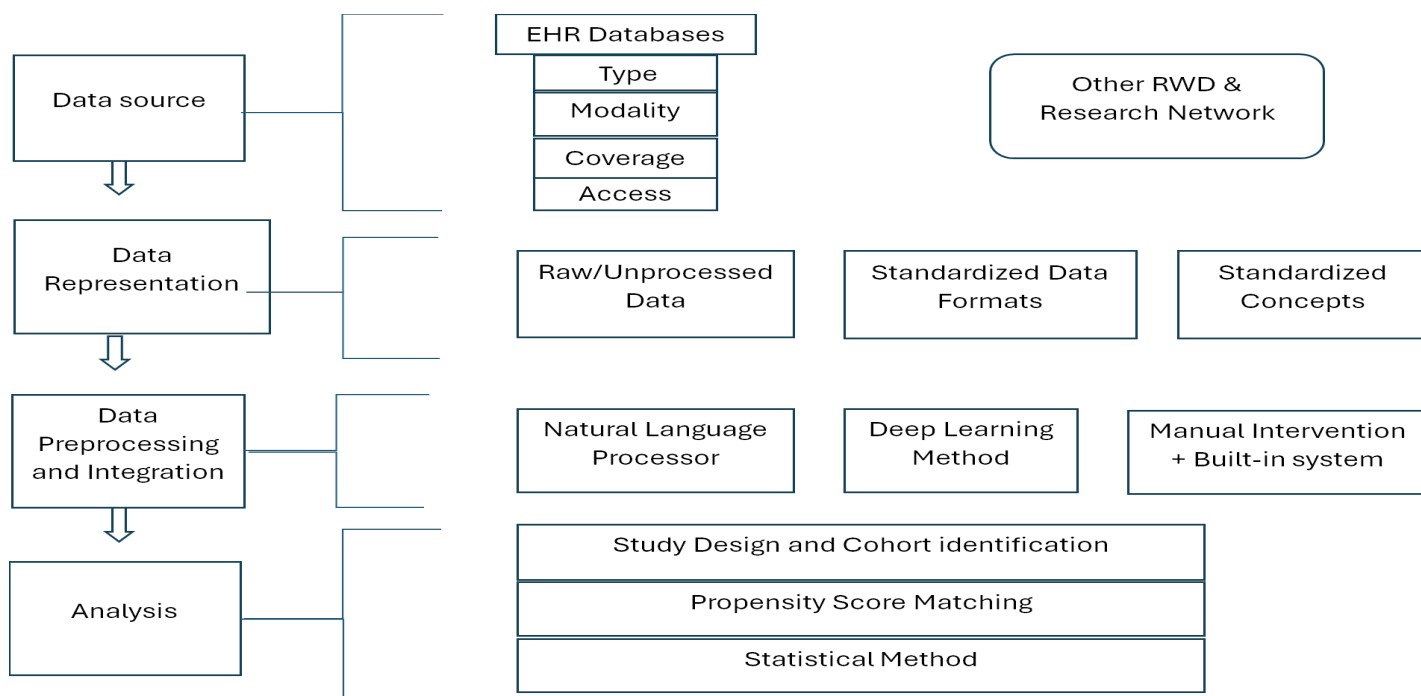 Data source
EHR Databases
Type
Modality
Coverage
Access
Other RWD &
Research Network
Data
Representation
Raw/Unprocessed
Data
Standardized Data
Formats
Standardized
Concepts
Data
Preprocessing
and Integration
Natural Language
Processor
Deep Learning
Method
Manual Intervention
+ Built-in system
Analysis
Study Design and Cohort identification
Propensity Score Matching
Statistical Method